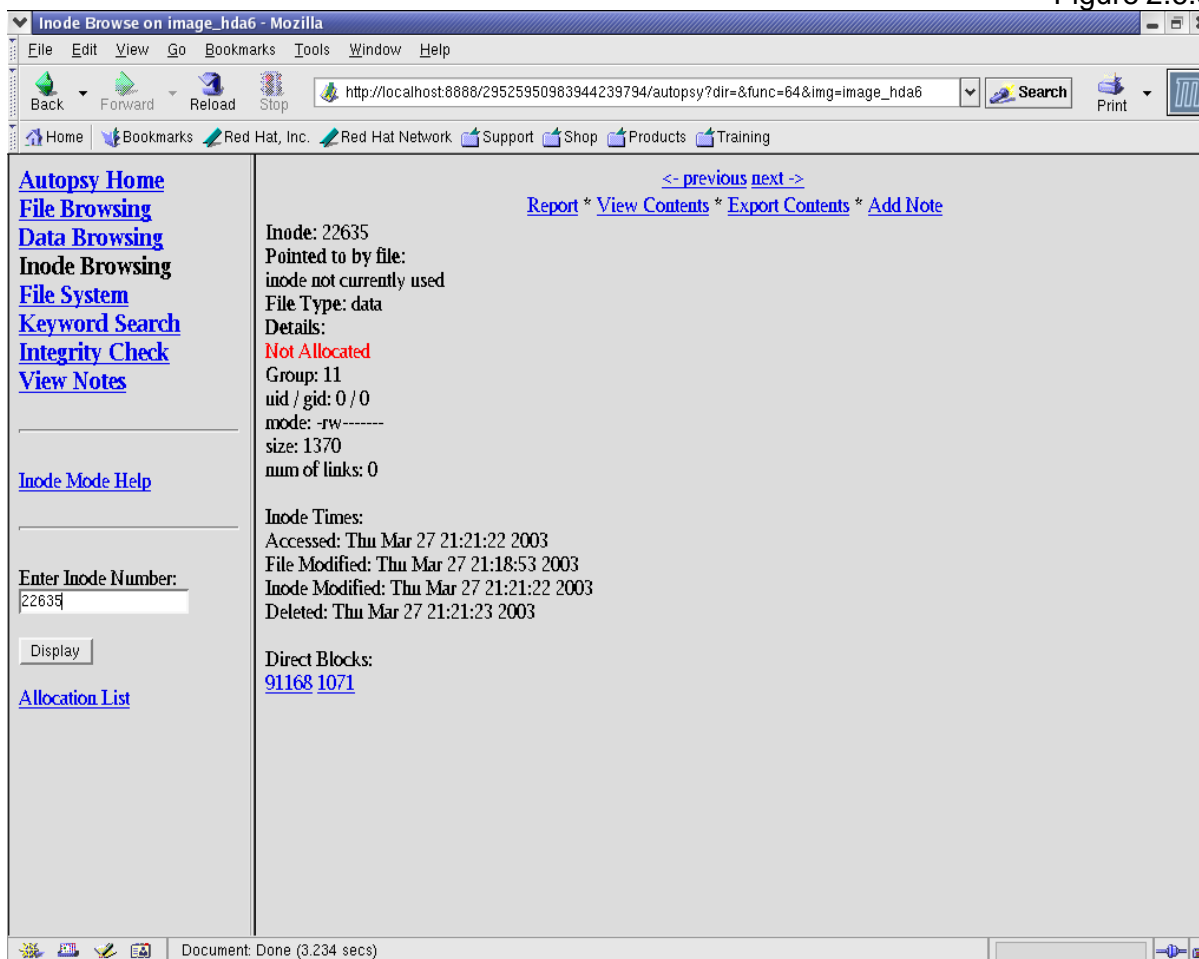 Inode Browse on image_hda6 - Mozilla
File Edit View Go Bookmarks Tools Window Help
Back Forward Reload Stop http://localhost:8888/29525950983944239794/autopsy?dir=&func=64&img=image_hda6 Search Print
Home Bookmarks Red Hat, Inc. Red Hat Network Support Shop Products Training
Autopsy Home
File Browsing
Data Browsing
Inode Browsing
File System
Keyword Search
Integrity Check
View Notes
Inode Mode Help
Enter Inode Number:
22635
Display
Allocation List
<- previous next ->
Report * View Contents * Export Contents * Add Note
Inode: 22635
Pointed to by file:
inode not currently used
File Type: data
Details:
Not Allocated
Group: 11
uid / gid: 0 / 0
mode: -rw-------
size: 1370
num of links: 0
Inode Times:
Accessed: Thu Mar 27 21:21:22 2003
File Modified: Thu Mar 27 21:18:53 2003
Inode Modified: Thu Mar 27 21:21:22 2003
Deleted: Thu Mar 27 21:21:23 2003
Direct Blocks:
91168 1071
Document: Done (3.234 secs)